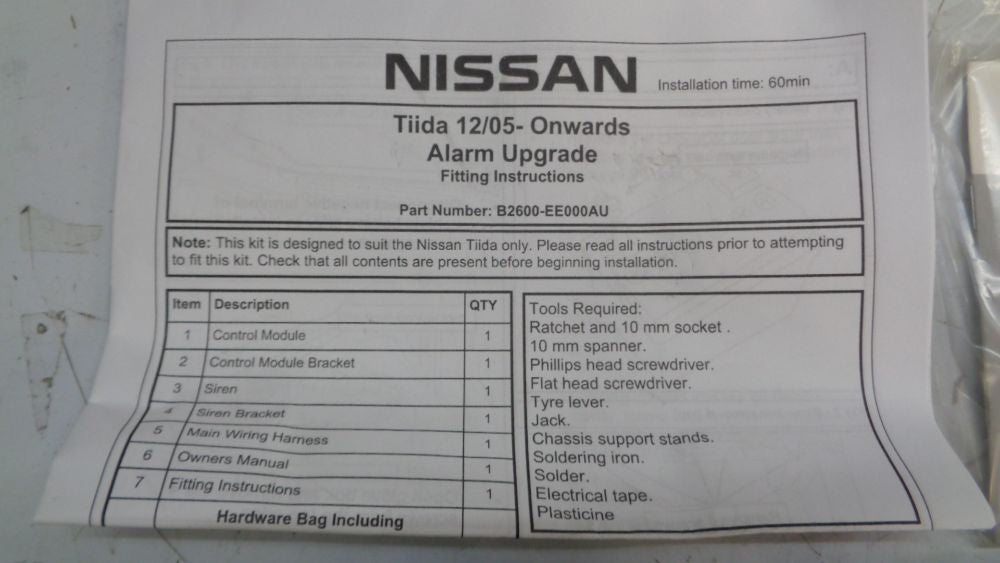 NISSAN Installation time: 60min
Tiida 12/05- Onwards
Alarm Upgrade
Fitting Instructions
Part Number: B2600-EE000AU
Note: This kit is designed to suit the Nissan Tiida only. Please read all instructions prior to attempting
to fit this kit. Check that all contents are present before beginning installation.
Item Description QTY
1 Control Module 1
2 Control Module Bracket 1
3 Siren 1
4 Siren Bracket 1
5 Main Wiring Harness 1
6 Owners Manual 1
7 Fitting Instructions 1
Hardware Bag Including
Tools Required:
Ratchet and 10 mm socket .
10 mm spanner.
Phillips head screwdriver.
Flat head screwdriver.
Tyre lever.
Jack.
Chassis support stands.
Soldering iron.
Solder.
Electrical tape.
Plasticine